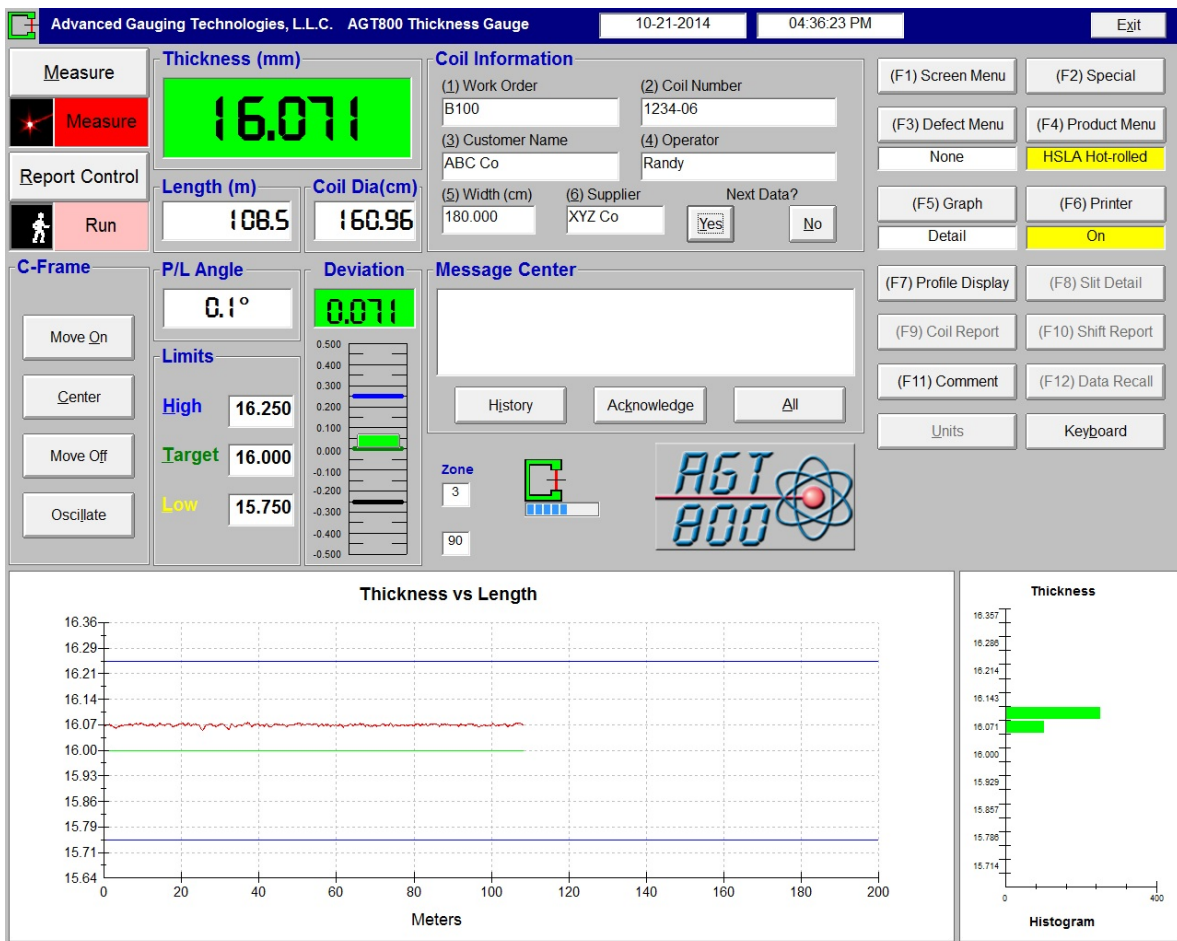 Advanced Gauging Technologies, L.L.C. AGT800 Thickness Gauge 10-21-2014 04:36:23 PM Exit
Measure
Measure
Report Control
Run
Thickness (mm)
16.071
Length (m)
108.5
Coil Dia(cm)
160.96
Coil Information
(1) Work Order (2) Coil Number
B100 1234-06
(3) Customer Name (4) Operator
ABC Co Randy
(5) Width (cm) (6) Supplier Next Data?
180.000 XYZ Co Yes No
(F1) Screen Menu (F2) Special
(F3) Defect Menu (F4) Product Menu
None HSLA Hot-rolled
(F5) Graph (F6) Printer
Detail On
(F7) Profile Display (F8) Slit Detail
(F9) Coil Report (F10) Shift Report
(F11) Comment (F12) Data Recall
Units Keyboard
C-Frame
Move On
Center
Move Off
Oscillate
P/L Angle
0.1°
Limits
High 16.250
Target 16.000
Low 15.750
Deviation
0.071
0.500
0.400
0.300
0.200
0.100
0.000
-0.100
-0.200
-0.300
-0.400
-0.500
Message Center
History Acknowledge All
Zone
3
90
AGT
800
Thickness vs Length
16.36
16.29
16.21
16.14
16.07
16.00
15.93
15.86
15.79
15.71
15.64
0 20 40 60 80 100 120 140 160 180 200
Meters
Thickness
16.357
16.286
16.214
16.143
16.071
16.000
15.929
15.857
15.786
15.714
0 400
Histogram